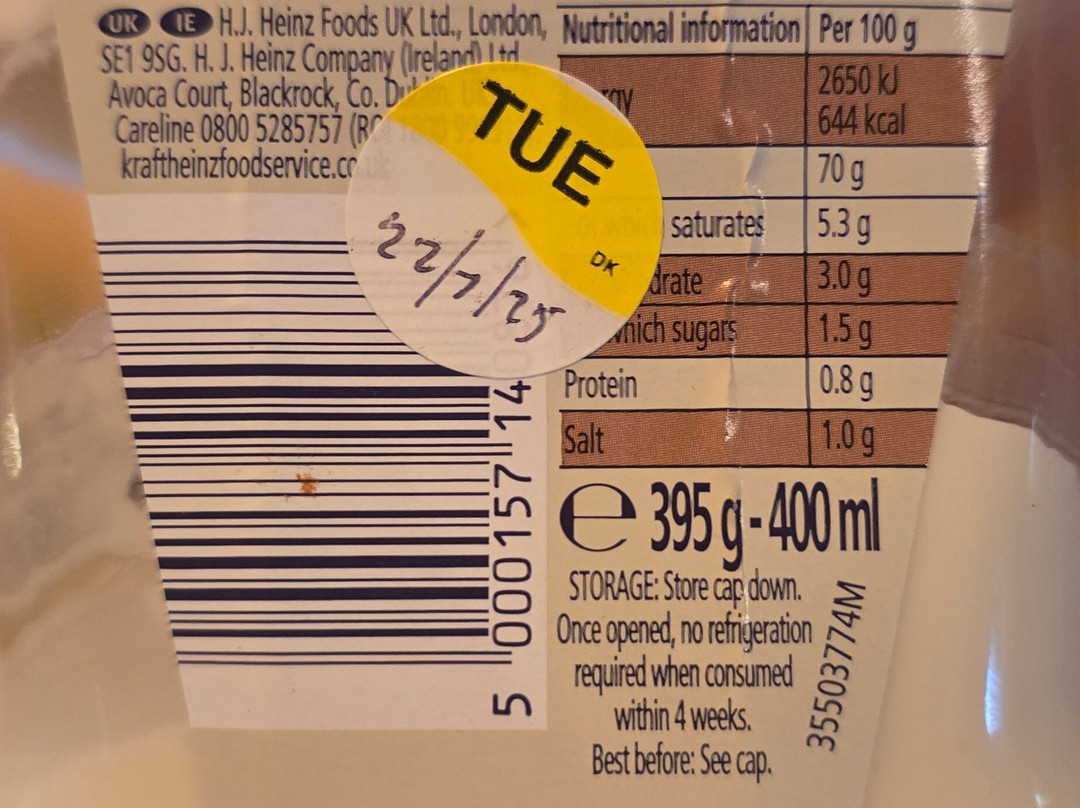 UK IE H.J. Heinz Foods UK Ltd., London,
SE1 9SG. H. J. Heinz Company (Ireland) Ltd
Avoca Court, Blackrock, Co.
Careline 0800 5285757
kraftheinzfoodservice.co
TUE
DK
22/7/25
5 000157 14
Nutritional information Per 100 g
2650 kJ
644 kcal
70 g
saturates 5.3 g
drate 3.0 g
which sugars 1.5 g
Protein 0.8 g
Salt 1.0 g
e 395 g - 400 ml
STORAGE: Store cap down.
Once opened, no refrigeration
required when consumed
within 4 weeks.
Best before: See cap.
35503774M